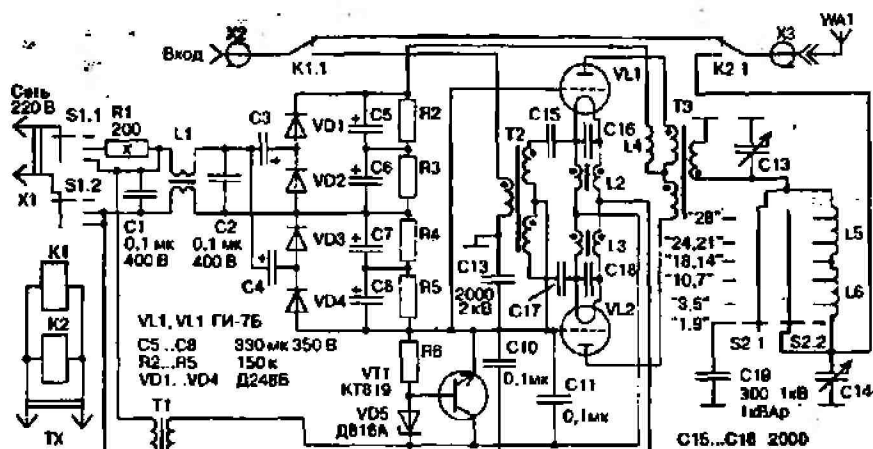 X2
Вход
K1.1
K2 1
X3
WA1
Сеть
220 В
S1.1
R1
200
L1
C3
VD1
C5
R2
VL1
T3
C15
T2
C16
L4
C13
X1
S1.2
VD2
C6
R3
L2
"28"
C1
0.1 мк
400 В
C2
0.1 мк
400 В
VD3
C7
R4
L3
"24,21"
"18,14"
"10,7"
L5
K1
C4
VD4
C8
R5
C13
2000
2 кВ
C17
C18
VL2
"3,5"
"1,9"
L6
K2
VL1, VL1 ГИ-7Б
C5...C8 330 мк 350 В
R2...R5 150 к
VD1...VD4 Д248Б
R6
VT1
КТ819
C10
0,1мк
C11
0,1мк
S2 1
S2.2
C19
300 1кВ
1кВАр
C14
TX
T1
VD5
Д816А
C15...C18 2000